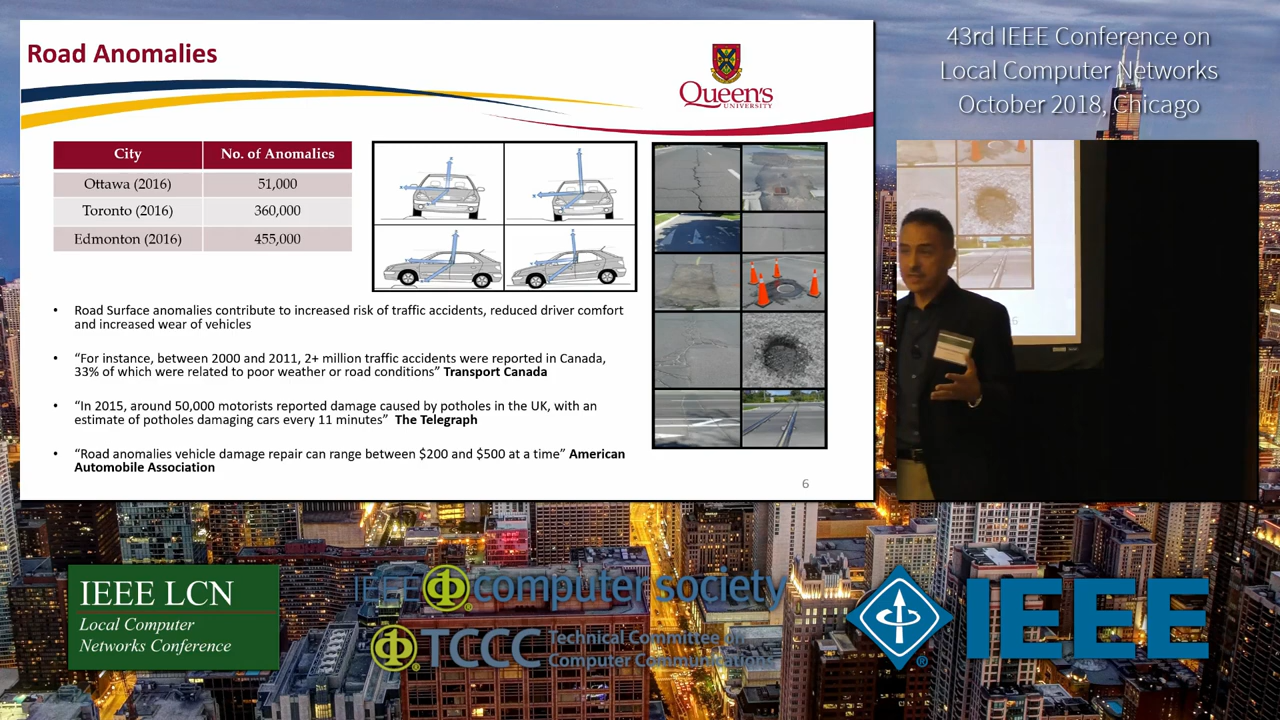 Road Anomalies
Queen's
UNIVERSITY
City No. of Anomalies
Ottawa (2016) 51,000
Toronto (2016) 360,000
Edmonton (2016) 455,000
• Road Surface anomalies contribute to increased risk of traffic accidents, reduced driver comfort
and increased wear of vehicles
• “For instance, between 2000 and 2011, 2+ million traffic accidents were reported in Canada,
33% of which were related to poor weather or road conditions” Transport Canada
• “In 2015, around 50,000 motorists reported damage caused by potholes in the UK, with an
estimate of potholes damaging cars every 11 minutes” The Telegraph
• “Road anomalies vehicle damage repair can range between $200 and $500 at a time” American
Automobile Association
6
43rd IEEE Conference on
Local Computer Networks
October 2018, Chicago
6
IEEE LCN
Local Computer
Networks Conference
IEEE computer society
TCCC Technical Committee on
Computer Communications
IEEE
®